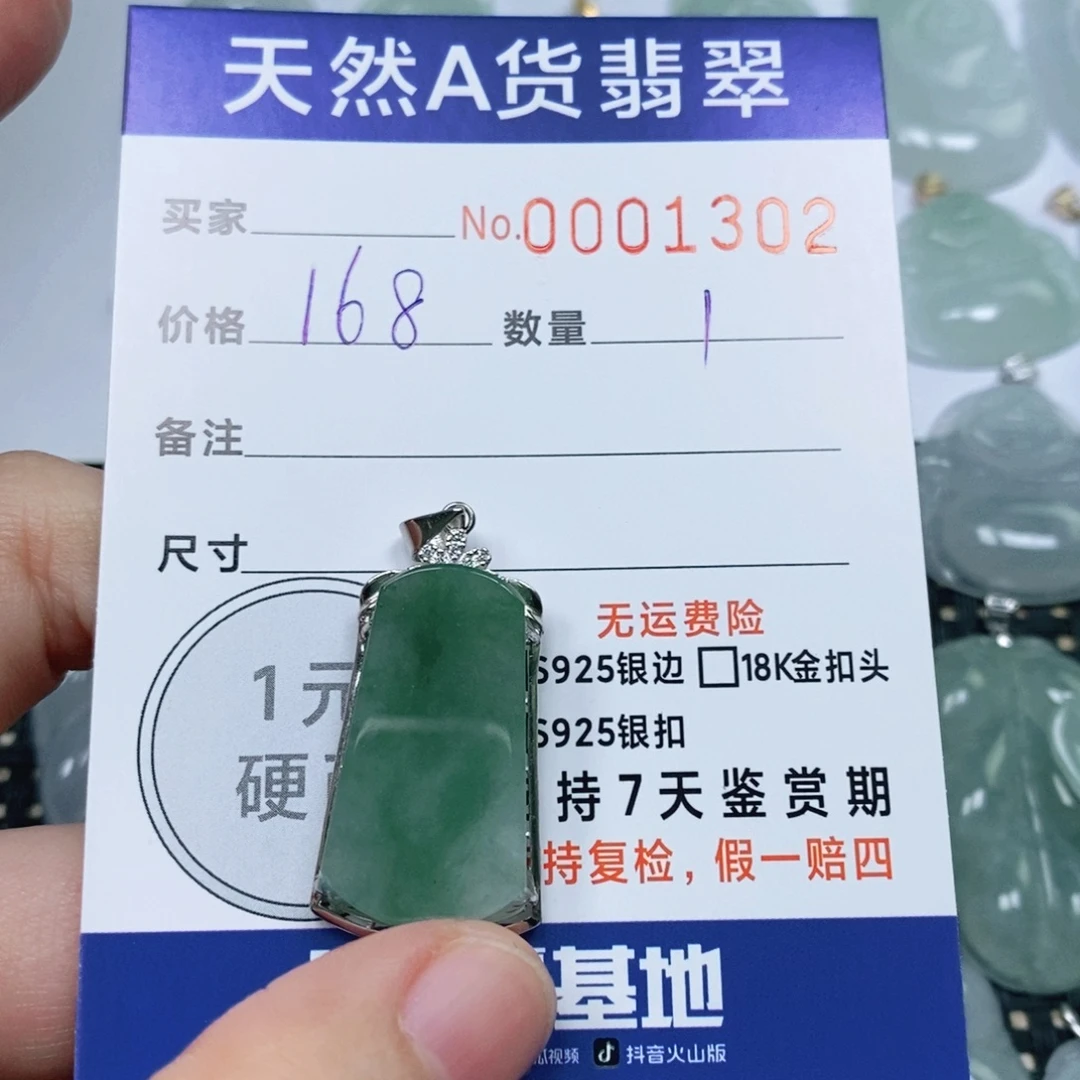 天然A货翡翠
买家 No.0001302
价格 168 数量 1
备注
尺寸
1元
硬
无运费险
S925银边 □18K金扣头
S925银扣
持7天鉴赏期
持复检，假一赔四
基地
视频 抖音火山版